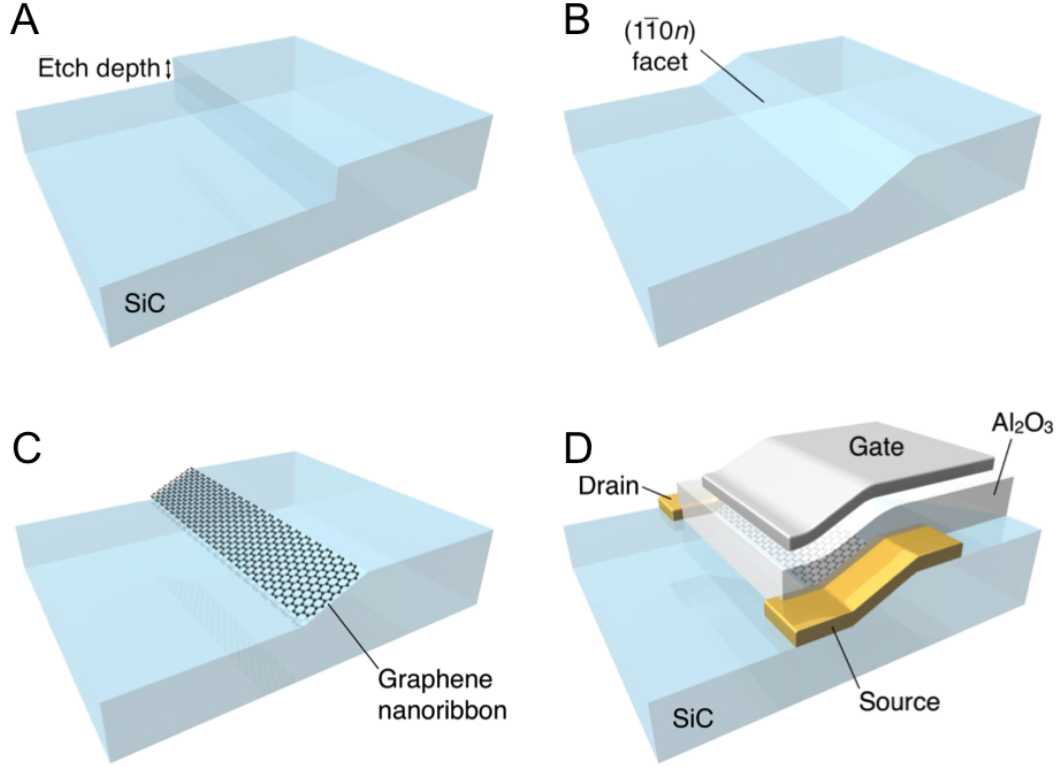 A
Etch depth
SiC
B
(11̅0n)
facet
C
Graphene
nanoribbon
D
Al₂O₃
Gate
Drain
Source
SiC